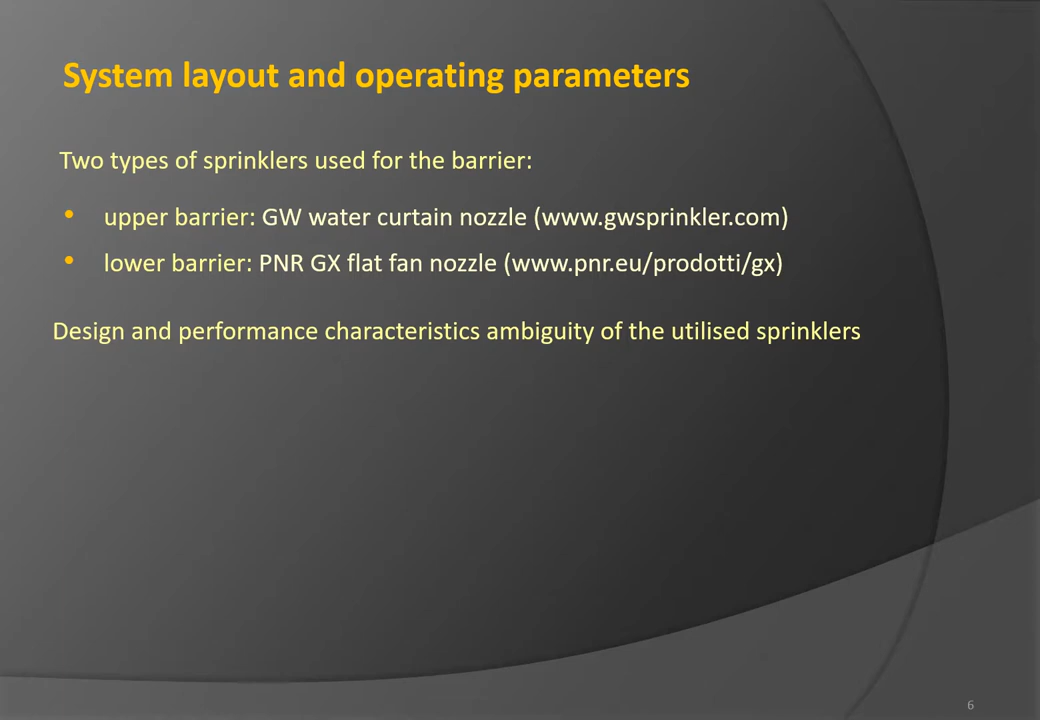 System layout and operating parameters
Two types of sprinklers used for the barrier:
• upper barrier: GW water curtain nozzle (www.gwsprinkler.com)
• lower barrier: PNR GX flat fan nozzle (www.pnr.eu/prodotti/gx)
Design and performance characteristics ambiguity of the utilised sprinklers
6